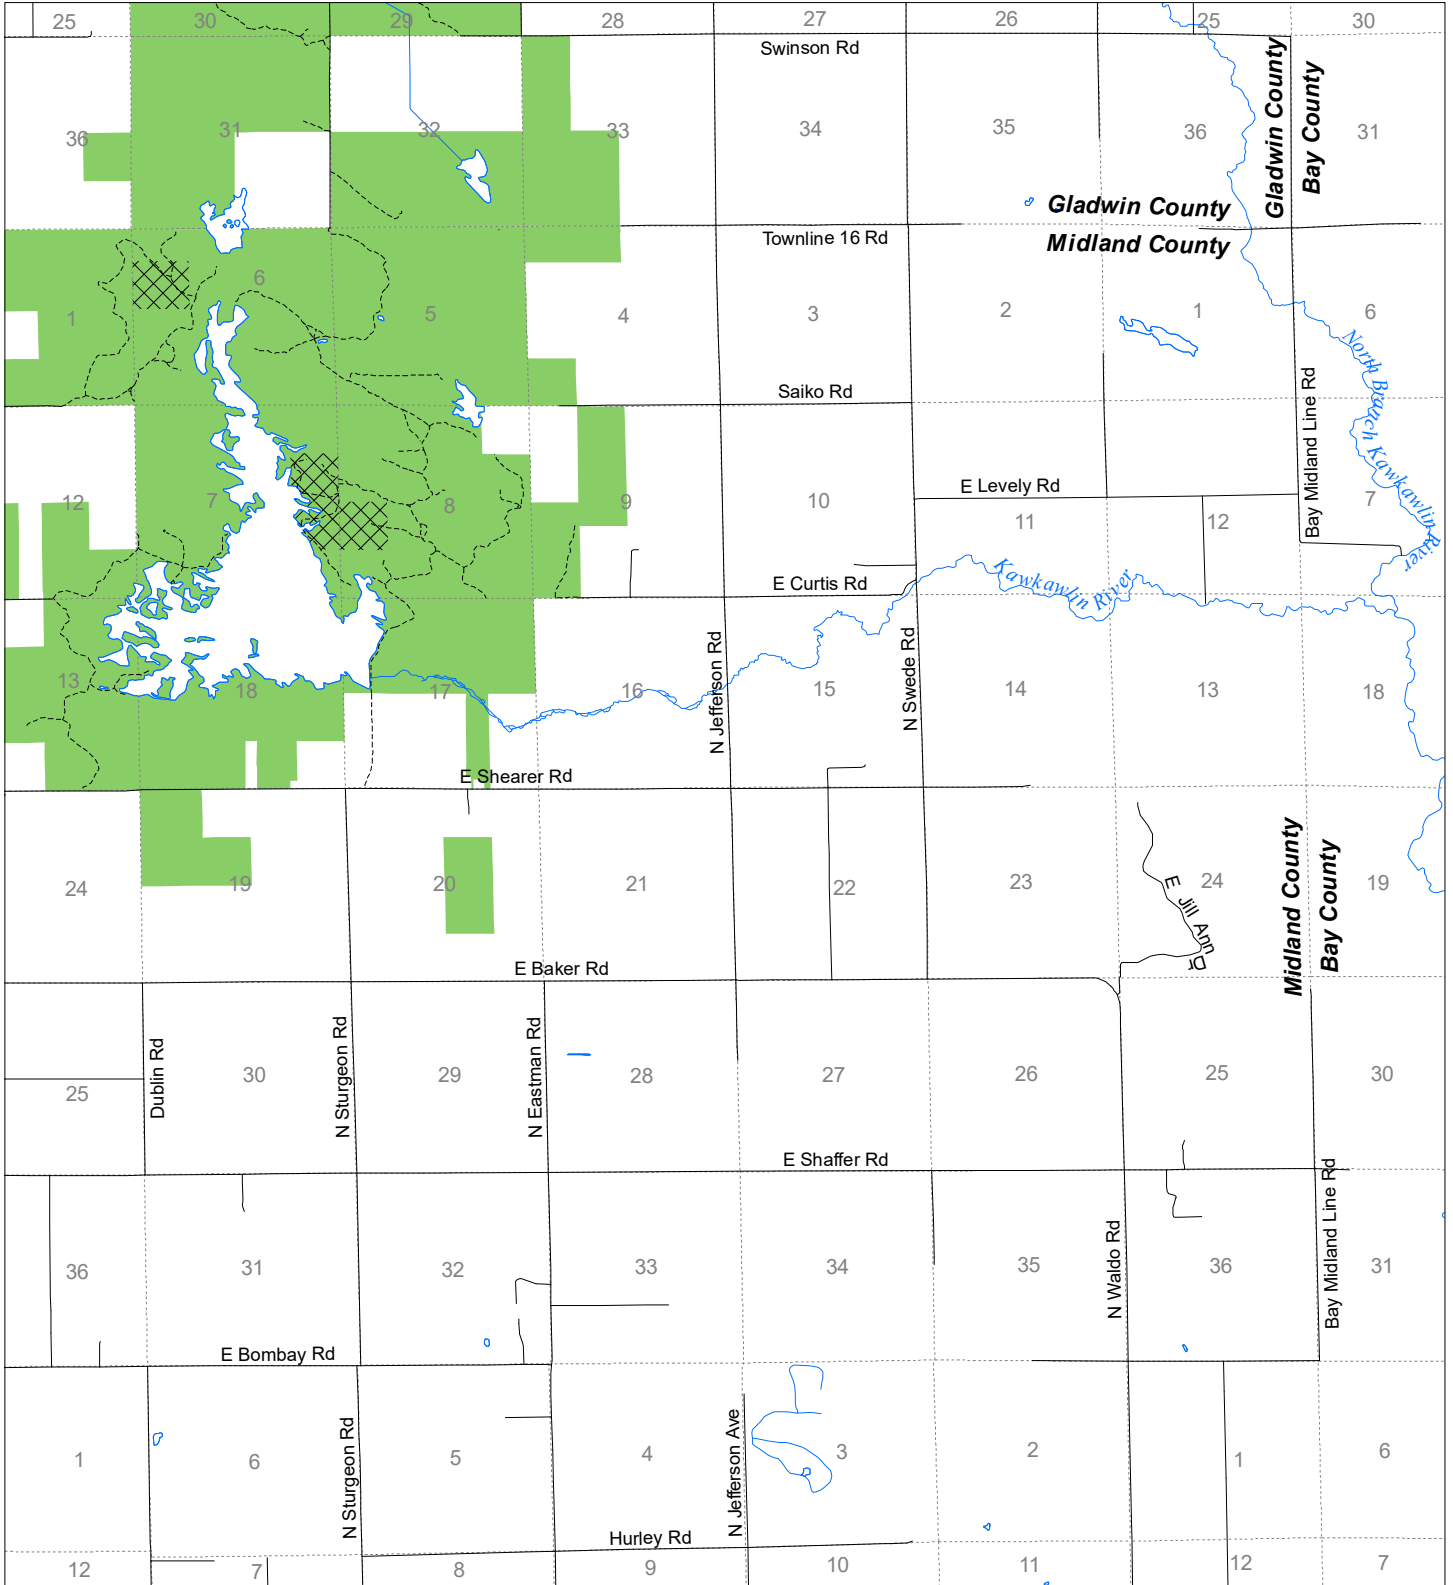 25
30
29
28
27
26
25
30
Swinson Rd
36
31
32
33
34
35
36
31
Gladwin County
Bay County
Gladwin County
Midland County
Townline 16 Rd
1
6
5
4
3
2
1
6
North Branch Kawkawlin River
Bay Midland Line Rd
Saiko Rd
12
7
8
9
10
E Levely Rd
11
12
7
E Curtis Rd
Kawkawlin River
N Jefferson Rd
N Swede Rd
13
18
17
16
15
14
13
18
E Shearer Rd
24
19
20
21
22
23
E Jill Ann Dr
24
Midland County
Bay County
19
E Baker Rd
Dublin Rd
N Sturgeon Rd
N Eastman Rd
25
30
29
28
27
26
25
30
E Shaffer Rd
36
31
32
33
34
35
N Waldo Rd
36
Bay Midland Line Rd
31
E Bombay Rd
1
6
N Sturgeon Rd
5
4
N Jefferson Ave
3
2
1
6
Hurley Rd
12
7
8
9
10
11
12
7